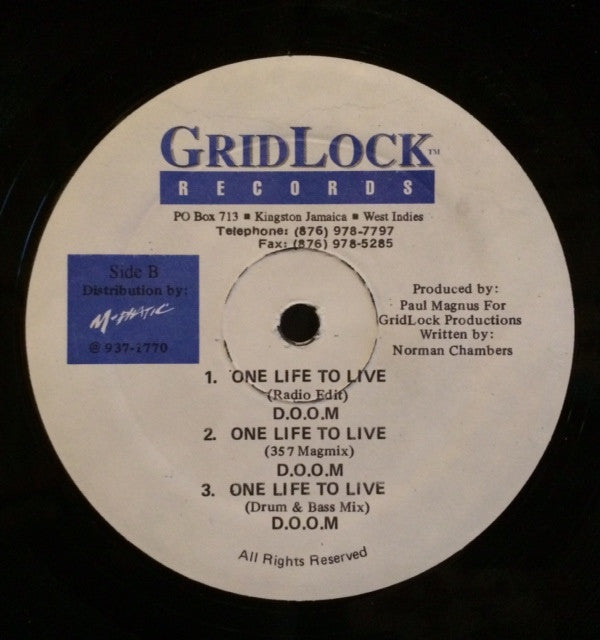 GRIDLOCK™
RECORDS
PO Box 713 ■ Kingston Jamaica ■ West Indies
Telephone: (876) 978-7797
Fax: (876) 978-5285
Side B
Distribution by:
M-PHATIC
@ 937-1770
Produced by:
Paul Magnus For
GridLock Productions
Written by:
Norman Chambers
1. ONE LIFE TO LIVE
(Radio Edit)
D.O.O.M
2. ONE LIFE TO LIVE
(357 Magmix)
D.O.O.M
3. ONE LIFE TO LIVE
(Drum & Bass Mix)
D.O.O.M
All Rights Reserved